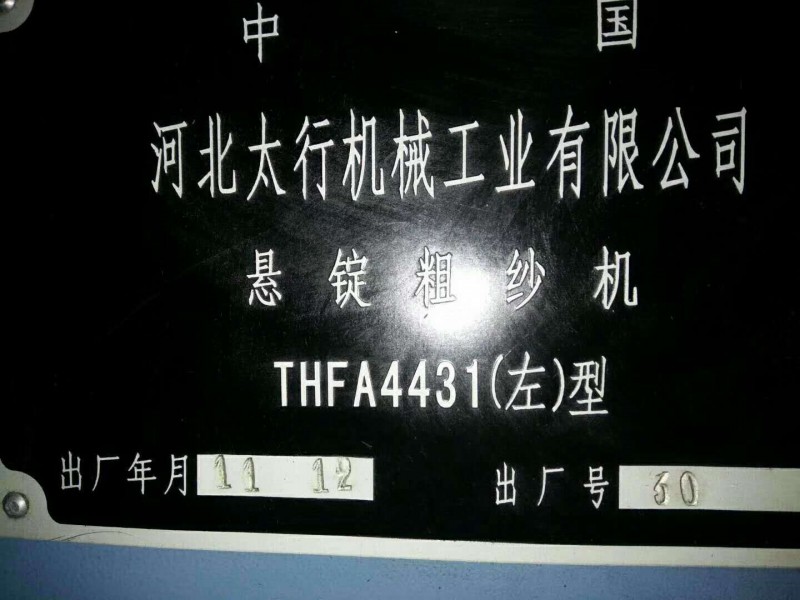 中 国
河北太行机械工业有限公司
悬锭粗纱机
THFA4431(左)型
出厂年月 11 12 出厂号 30